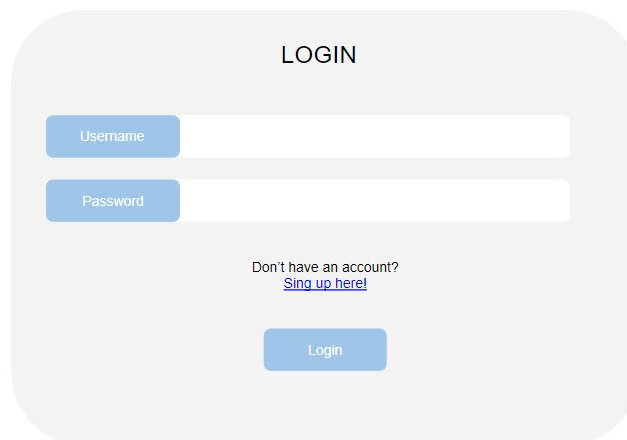 LOGIN
Username
Password
Don’t have an account?
Sing up here!
Login